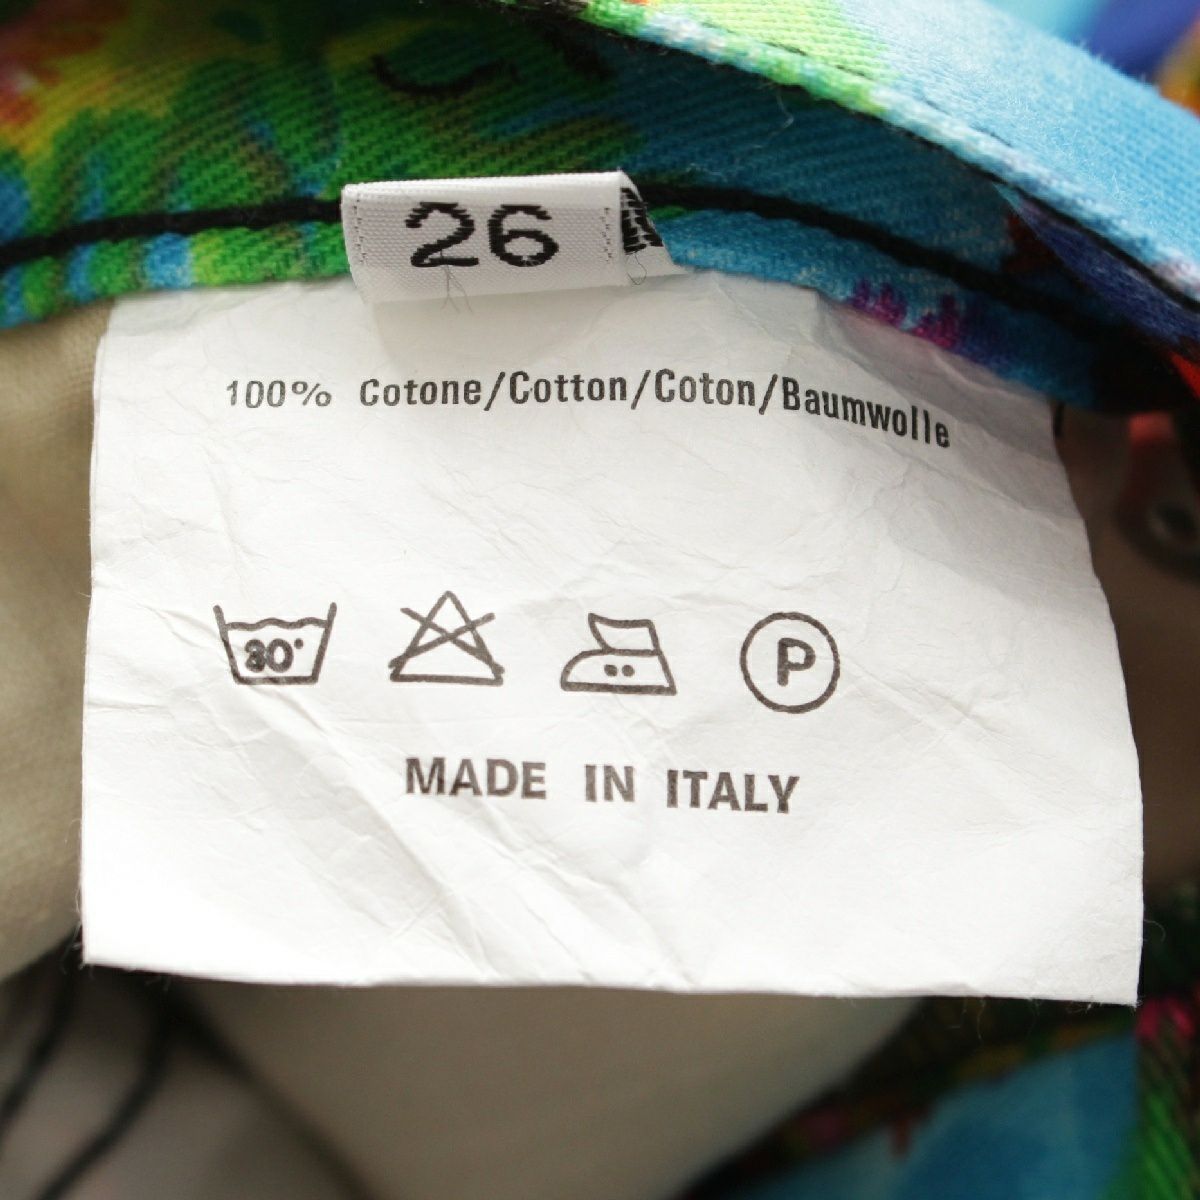 26
100% Cotone/Cotton/Coton/Baumwolle
30°
P
MADE IN ITALY